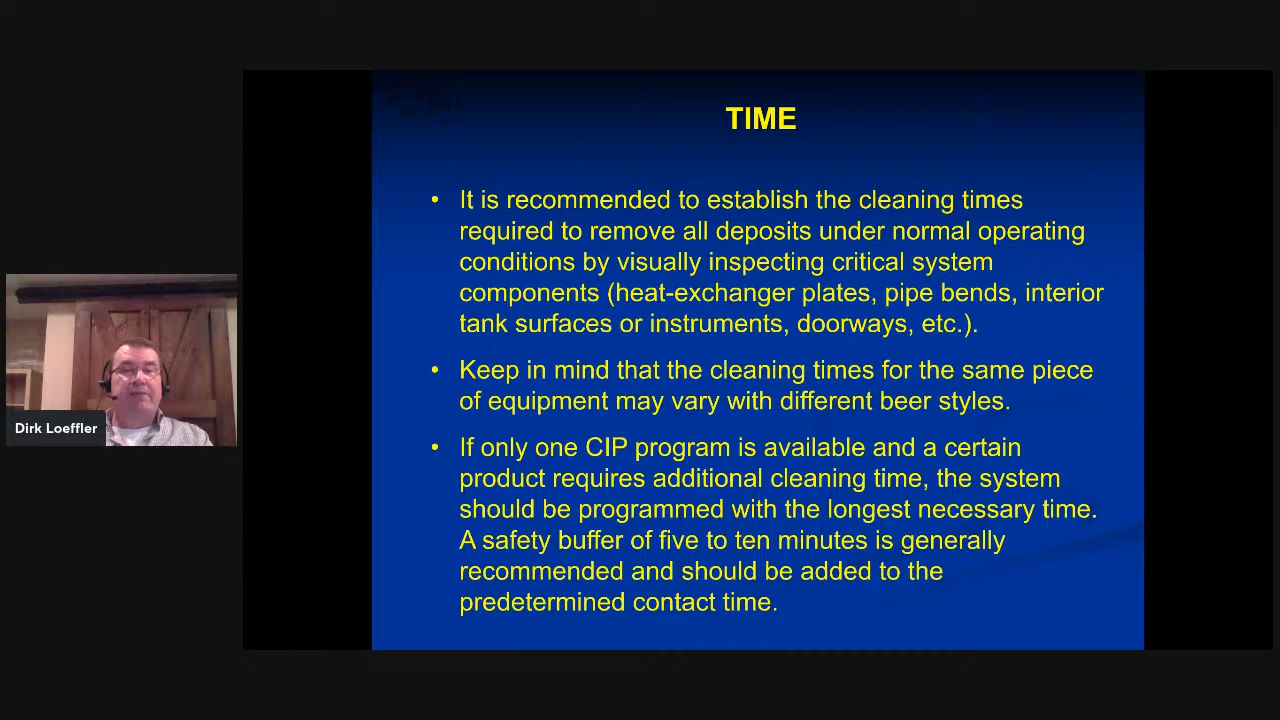 TIME
• It is recommended to establish the cleaning times
required to remove all deposits under normal operating
conditions by visually inspecting critical system
components (heat-exchanger plates, pipe bends, interior
tank surfaces or instruments, doorways, etc.).
• Keep in mind that the cleaning times for the same piece
of equipment may vary with different beer styles.
• If only one CIP program is available and a certain
product requires additional cleaning time, the system
should be programmed with the longest necessary time.
A safety buffer of five to ten minutes is generally
recommended and should be added to the
predetermined contact time.
Dirk Loeffler